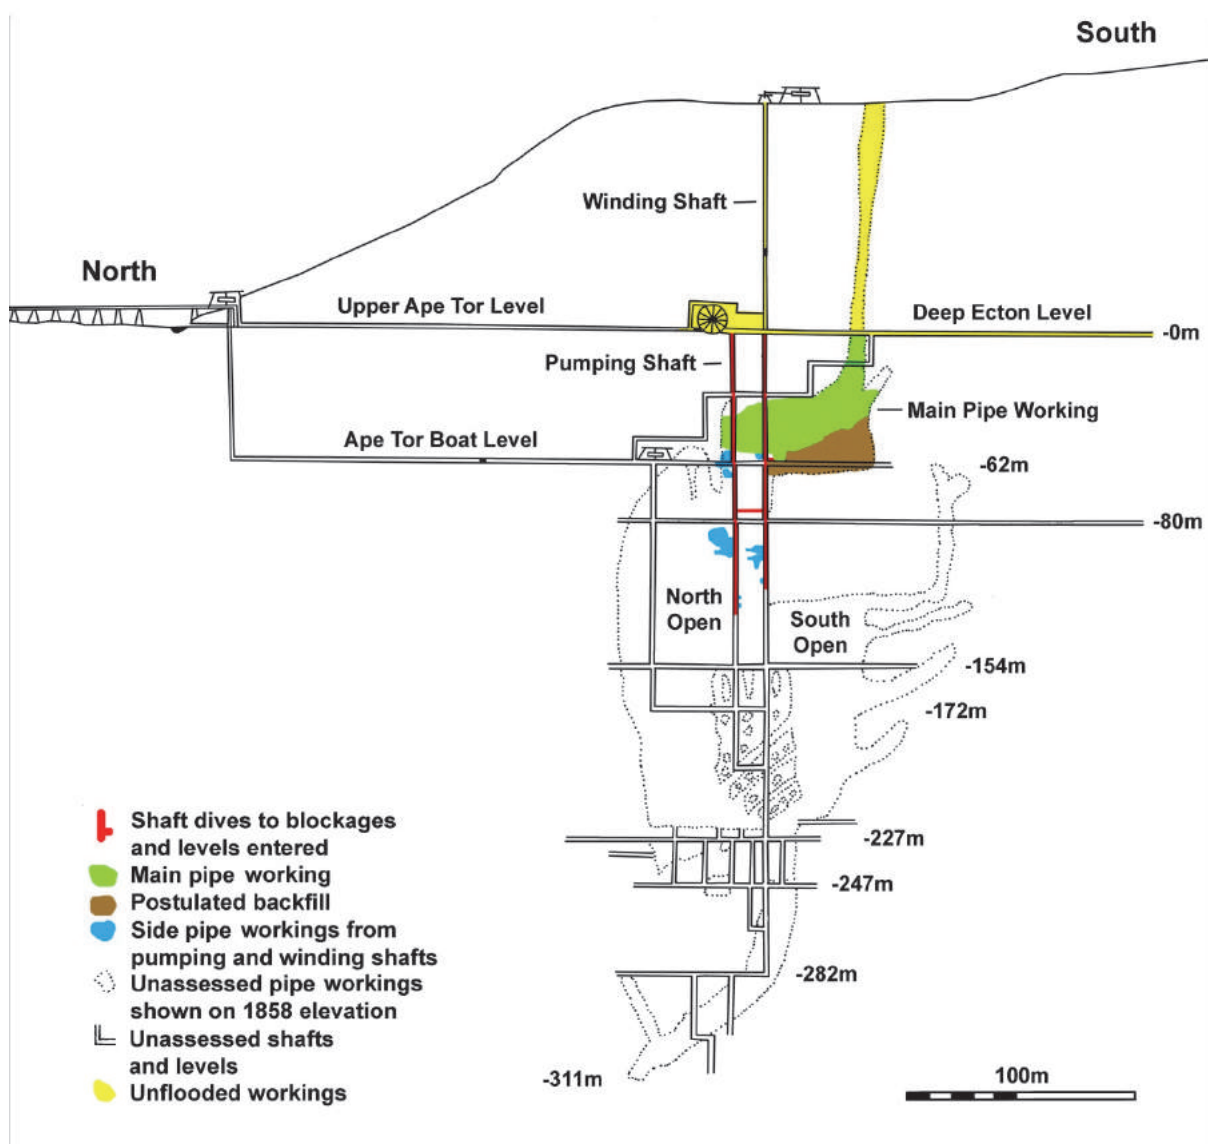 South
Winding Shaft
North
Upper Ape Tor Level
Deep Ecton Level
-0m
Pumping Shaft
Main Pipe Working
Ape Tor Boat Level
-62m
-80m
North
Open
South
Open
-154m
-172m
Shaft dives to blockages
and levels entered
Main pipe working
Postulated backfill
Side pipe workings from
pumping and winding shafts
Unassessed pipe workings
shown on 1858 elevation
Unassessed shafts
and levels
Unflooded workings
-227m
-247m
-282m
-311m
100m